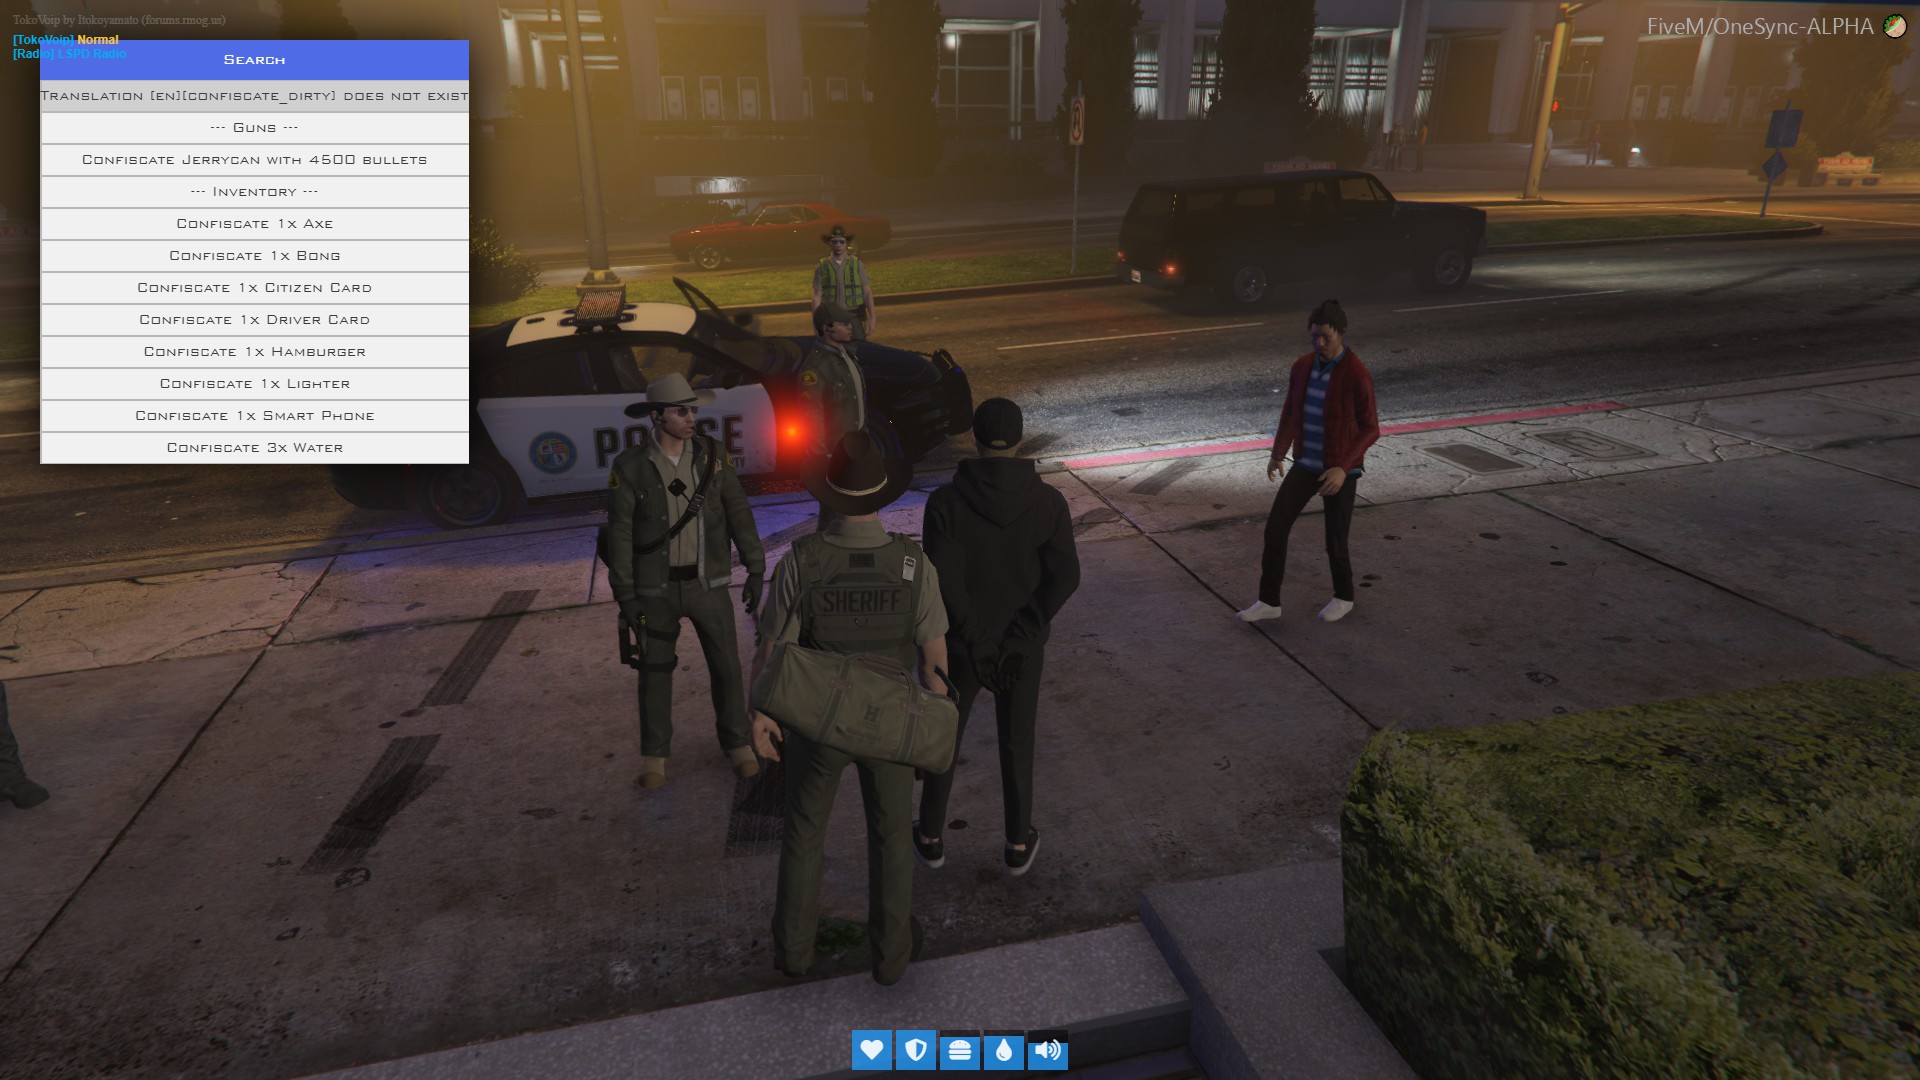 TokoVoip by Itokoyamato (forums.rmog.us)
[TokoVoip] Normal
[Radio] LSPD Radio
FiveM/OneSync-ALPHA
Search
Translation [en][confiscate_dirty] does not exist
--- Guns ---
Confiscate Jerrycan with 4500 bullets
--- Inventory ---
Confiscate 1x Axe
Confiscate 1x Bong
Confiscate 1x Citizen Card
Confiscate 1x Driver Card
Confiscate 1x Hamburger
Confiscate 1x Lighter
Confiscate 1x Smart Phone
Confiscate 3x Water
SHERIFF